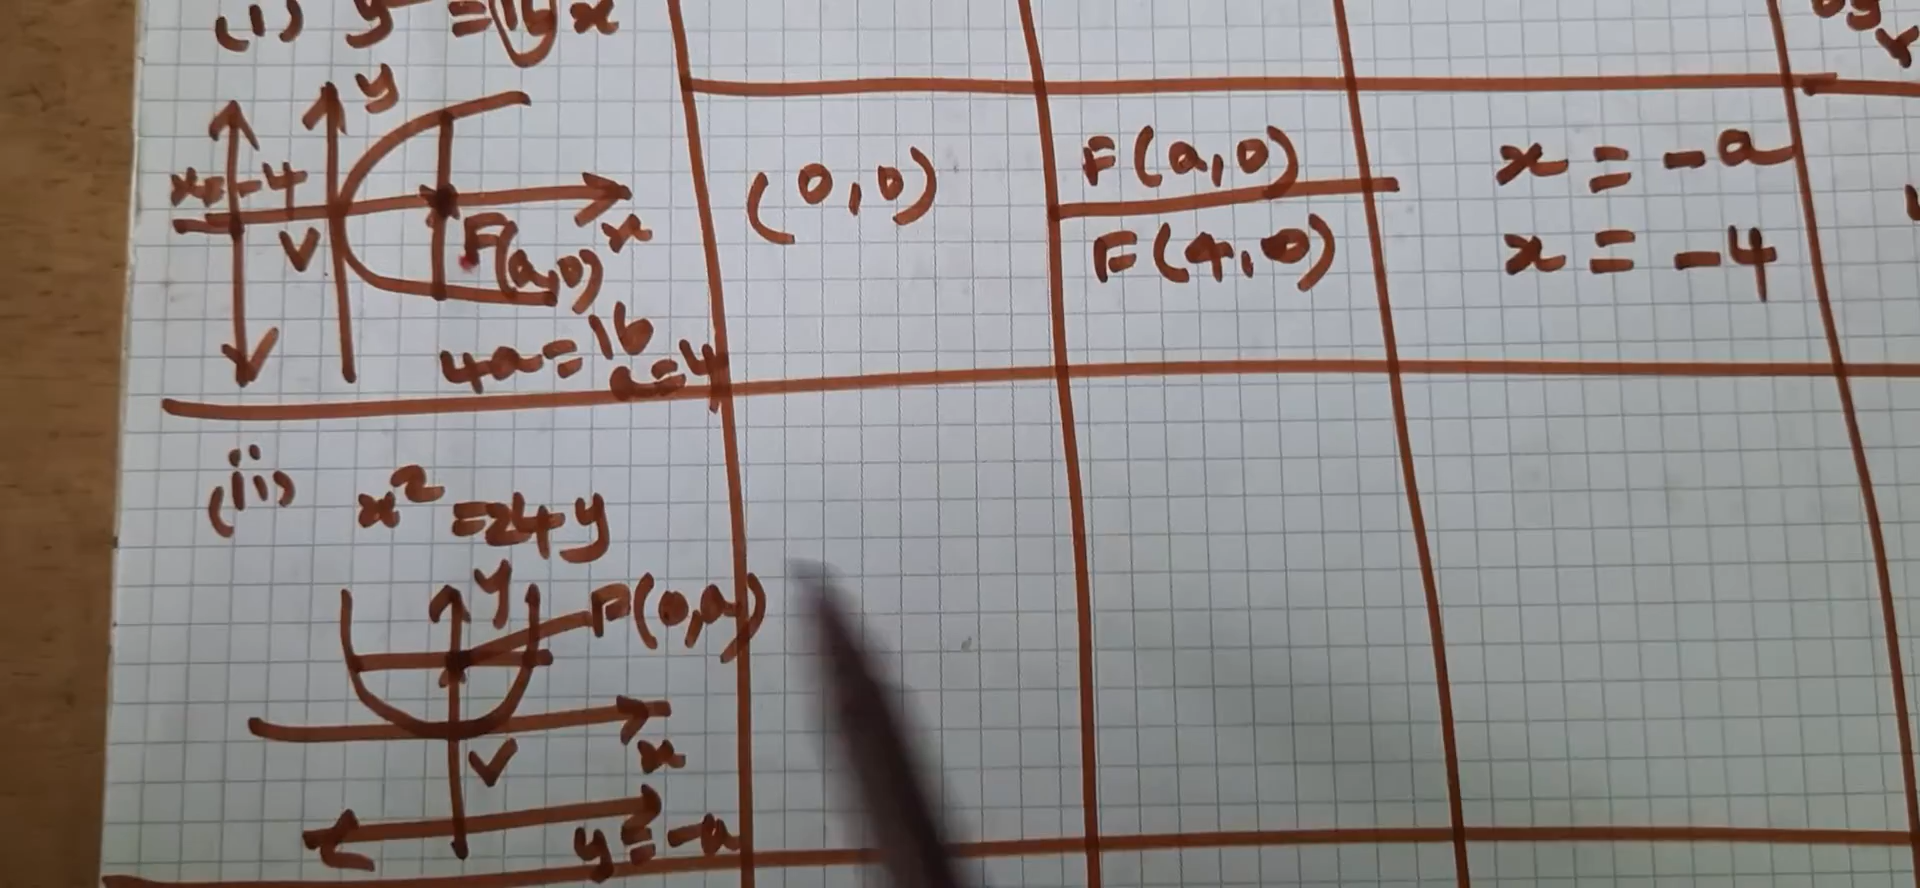 (i) y² = 16x
y
x=-4
V
F(a,0) x
4a=16
a=4
(0,0)
F(a,0)
F(4,0)
x = -a
x = -4
(ii) x² = 24y
y
F(0,a)
V
x
y = -a